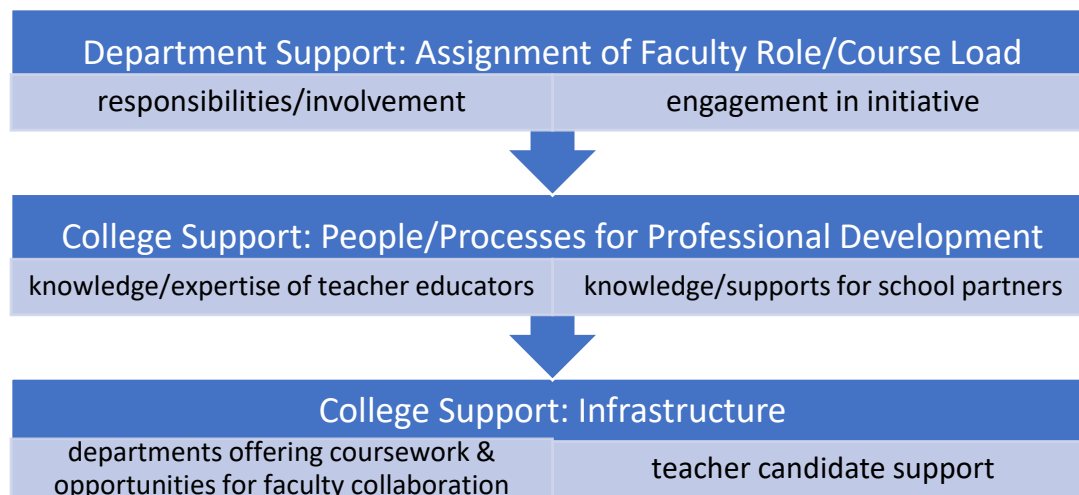 Department Support: Assignment of Faculty Role/Course Load
responsibilities/involvement
engagement in initiative
College Support: People/Processes for Professional Development
knowledge/expertise of teacher educators
knowledge/supports for school partners
College Support: Infrastructure
departments offering coursework &
opportunities for faculty collaboration
teacher candidate support